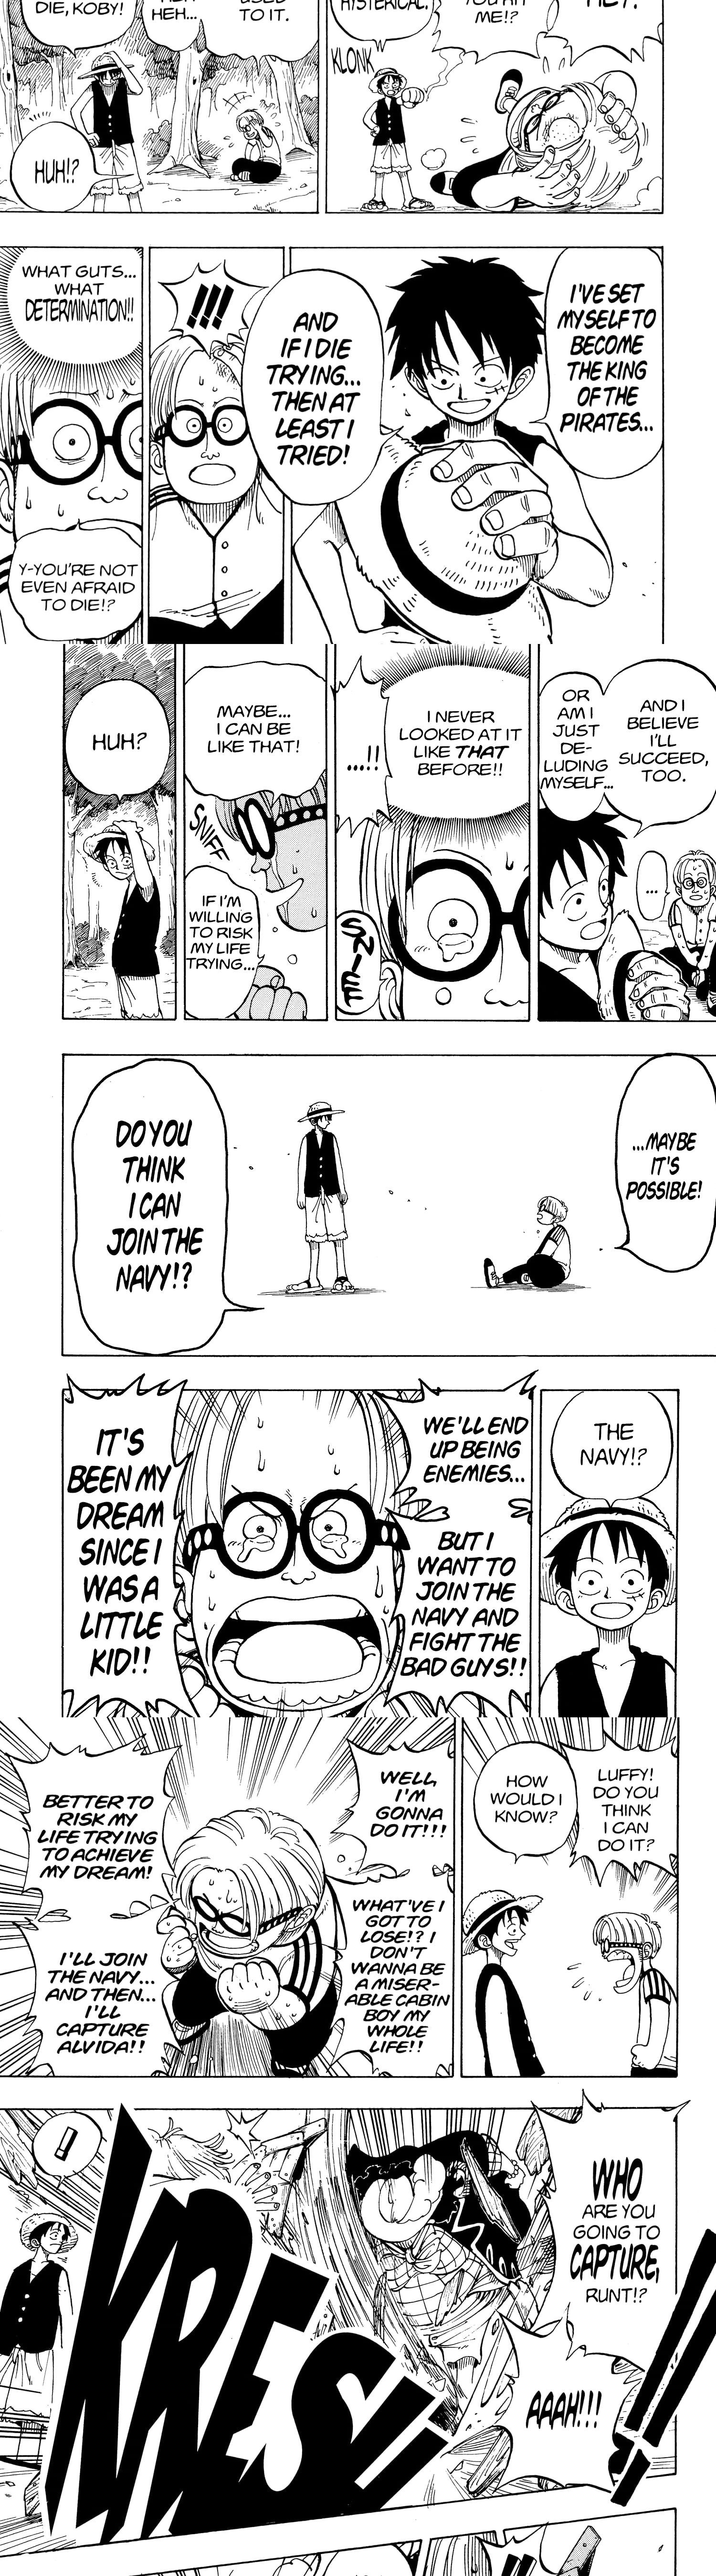 HYSTERICAL.
ME!?
KLONK
DIE, KOBY!
HEH...
USED
TO IT.
HUH!?
I'VE SET
MYSELF TO
BECOME
THE KING
OF THE
PIRATES...
AND
IF I DIE
TRYING...
THEN AT
LEAST I
TRIED!
!!!
WHAT GUTS...
WHAT
DETERMINATION!!
Y-YOU'RE NOT
EVEN AFRAID
TO DIE!?
AND I
BELIEVE
I'LL
SUCCEED,
TOO.
OR
AM I
JUST
DE-
LUDING
MYSELF...
...
I NEVER
LOOKED AT IT
LIKE THAT
BEFORE!!
...!!
SNIFF
MAYBE...
I CAN BE
LIKE THAT!
SNIFF
IF I'M
WILLING
TO RISK
MY LIFE
TRYING...
HUH?
...MAYBE
IT'S
POSSIBLE!
DO YOU
THINK
I CAN
JOIN THE
NAVY!?
THE
NAVY!?
WE'LL END
UP BEING
ENEMIES...
BUT I
WANT TO
JOIN THE
NAVY AND
FIGHT THE
BAD GUYS!!
IT'S
BEEN MY
DREAM
SINCE I
WAS A
LITTLE
KID!!
LUFFY!
DO YOU
THINK
I CAN
DO IT?
HOW
WOULD I
KNOW?
WELL,
I'M
GONNA
DO IT!!!
WHAT'VE I
GOT TO
LOSE!? I
DON'T
WANNA BE
A MISER-
ABLE CABIN
BOY MY
WHOLE
LIFE!!
BETTER TO
RISK MY
LIFE TRYING
TO ACHIEVE
MY DREAM!
I'LL JOIN
THE NAVY...
AND THEN...
I'LL
CAPTURE
ALVIDA!!
WHO
ARE YOU
GOING TO
CAPTURE,
RUNT!?
AAAH!!!
!
KRESH!!